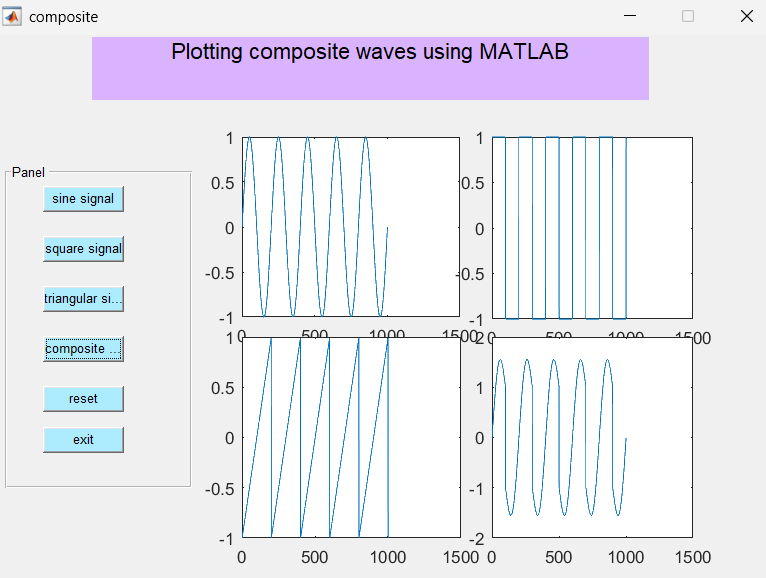 composite
Plotting composite waves using MATLAB
Panel
sine signal
square signal
triangular si...
composite ...
reset
exit
1
0.5
0
-0.5
-1
0 500 1000 1500
1
0.5
0
-0.5
-1
0 500 1000 1500
1
0.5
0
-0.5
-1
0 500 1000 1500
2
1
0
-1
-2
0 500 1000 1500